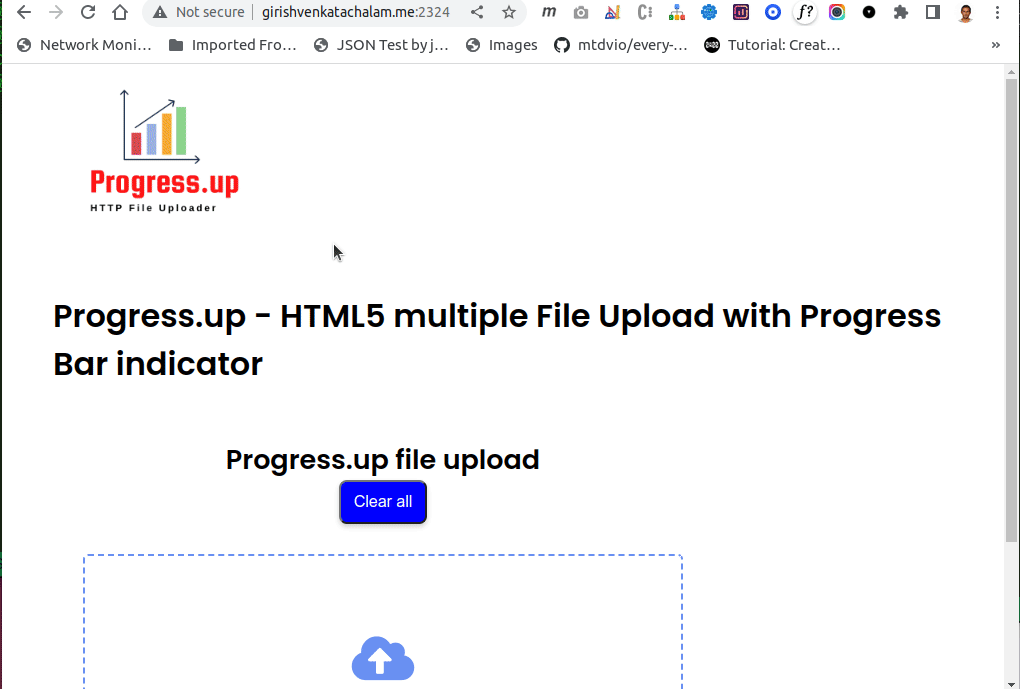 Not secure girishvenkatachalam.me:2324
Network Moni... Imported Fro... JSON Test by j... Images mtdvio/every-... Tutorial: Creat... »
Progress.up
HTTP File Uploader
Progress.up - HTML5 multiple File Upload with Progress
Bar indicator
Progress.up file upload
Clear all